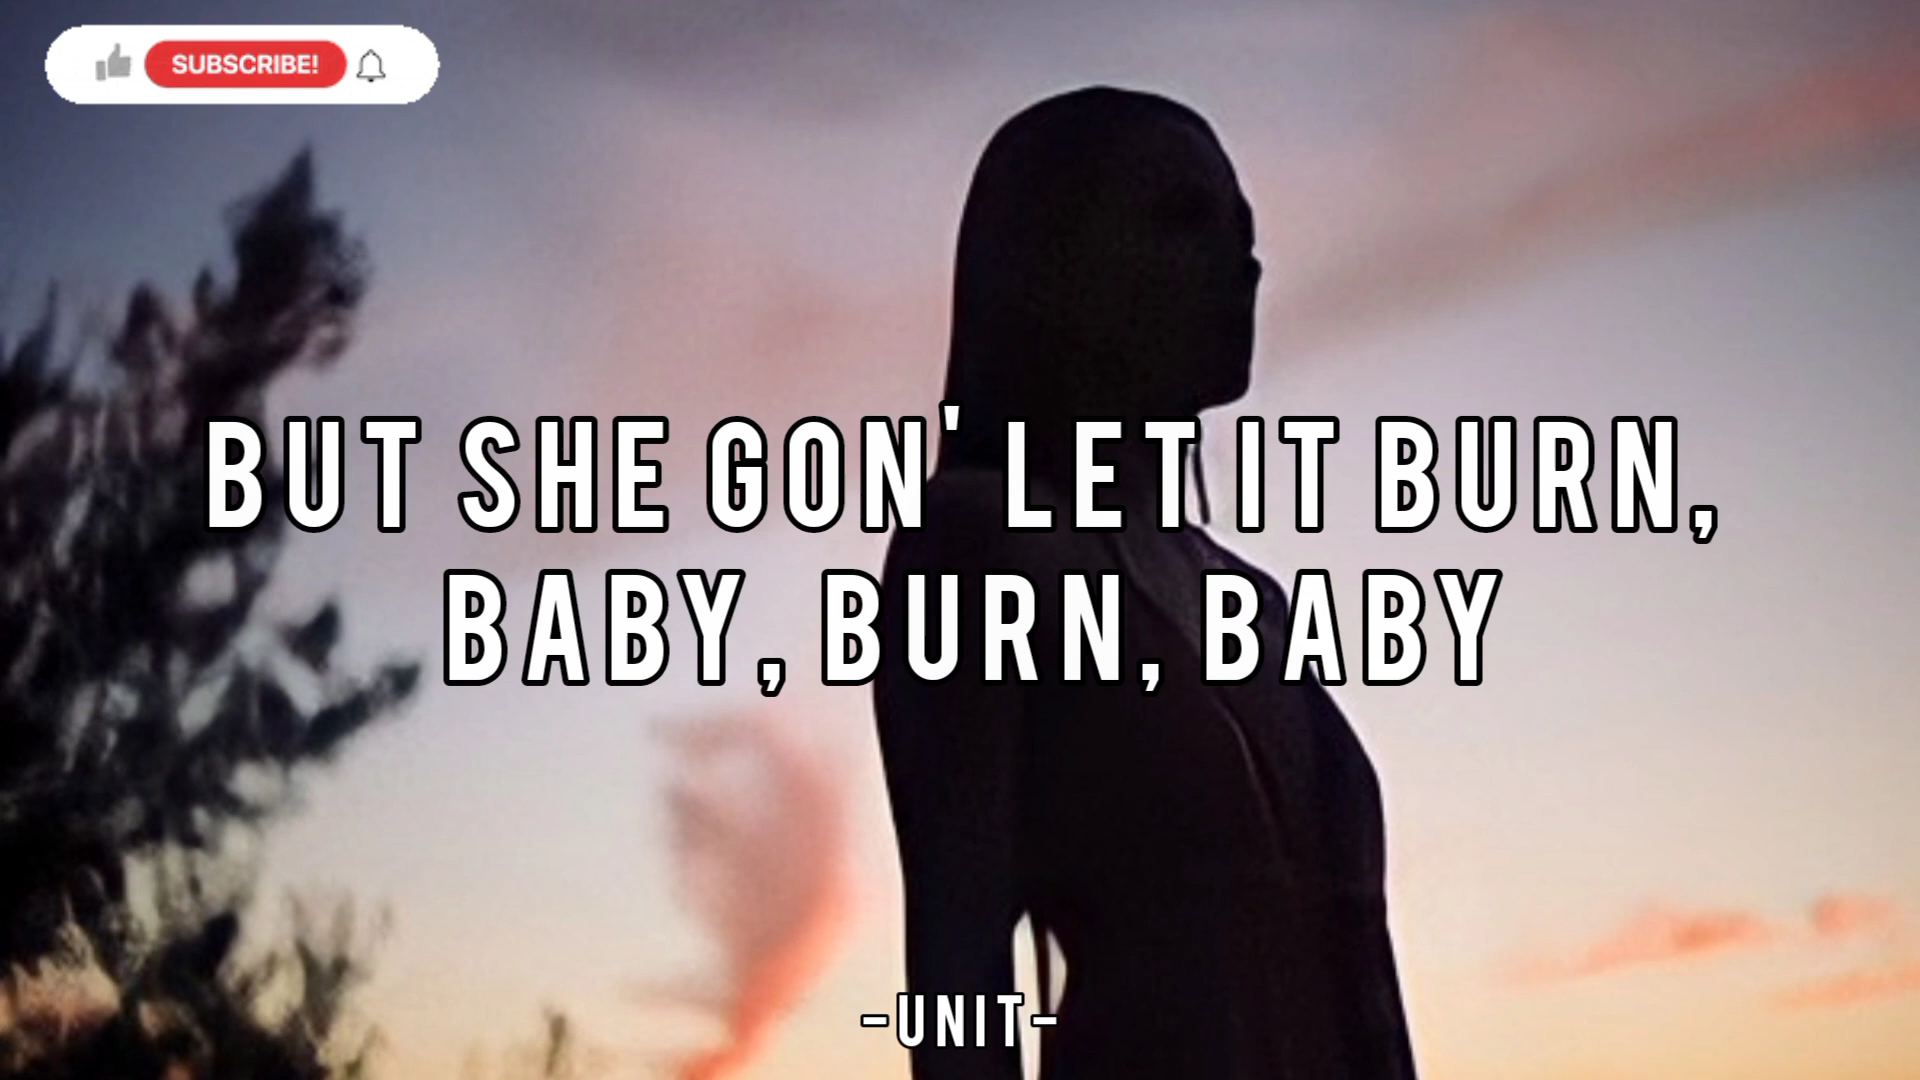 SUBSCRIBE!
BUT SHE GON' LET IT BURN,
BABY, BURN, BABY
-UNIT-